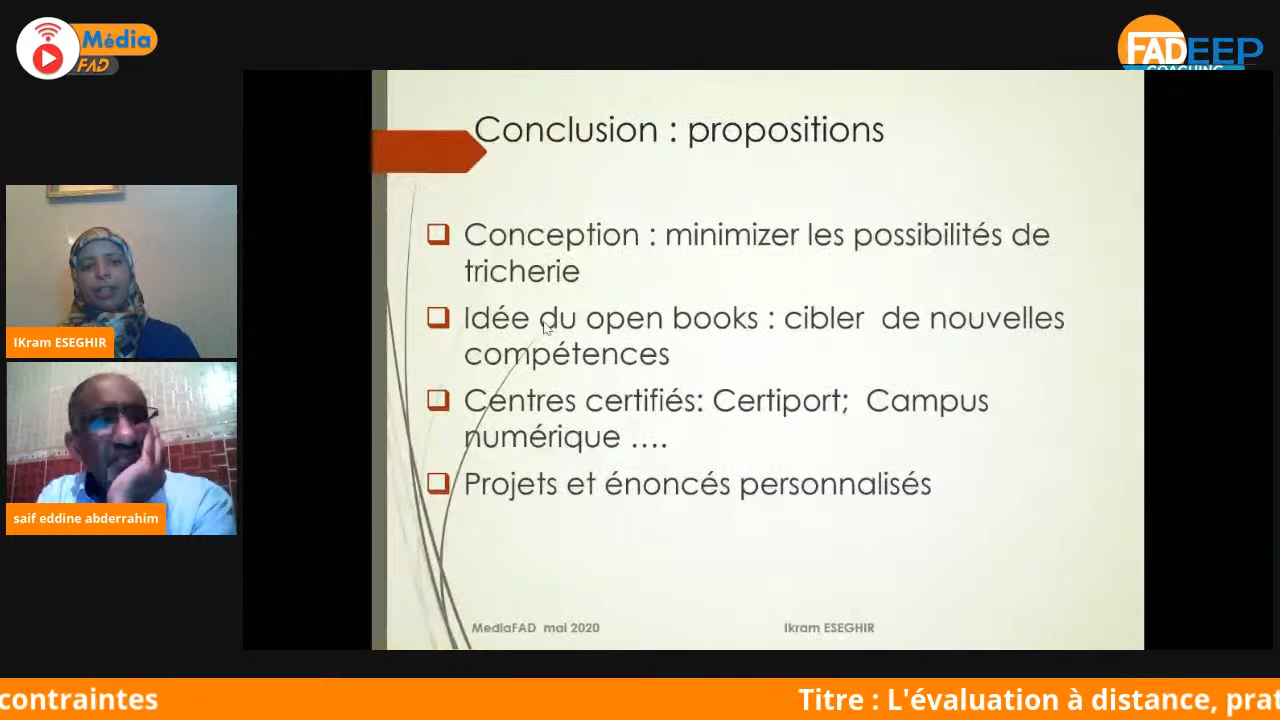 Média
FAD
FADEEP
COACHING
Conclusion : propositions
Conception : minimizer les possibilités de
tricherie
Idée du open books : cibler de nouvelles
compétences
Centres certifiés: Certiport; Campus
numérique ....
Projets et énoncés personnalisés
MediaFAD mai 2020
Ikram ESEGHIR
IKram ESEGHIR
saif eddine abderrahim
contraintes
Titre : L'évaluation à distance, prat